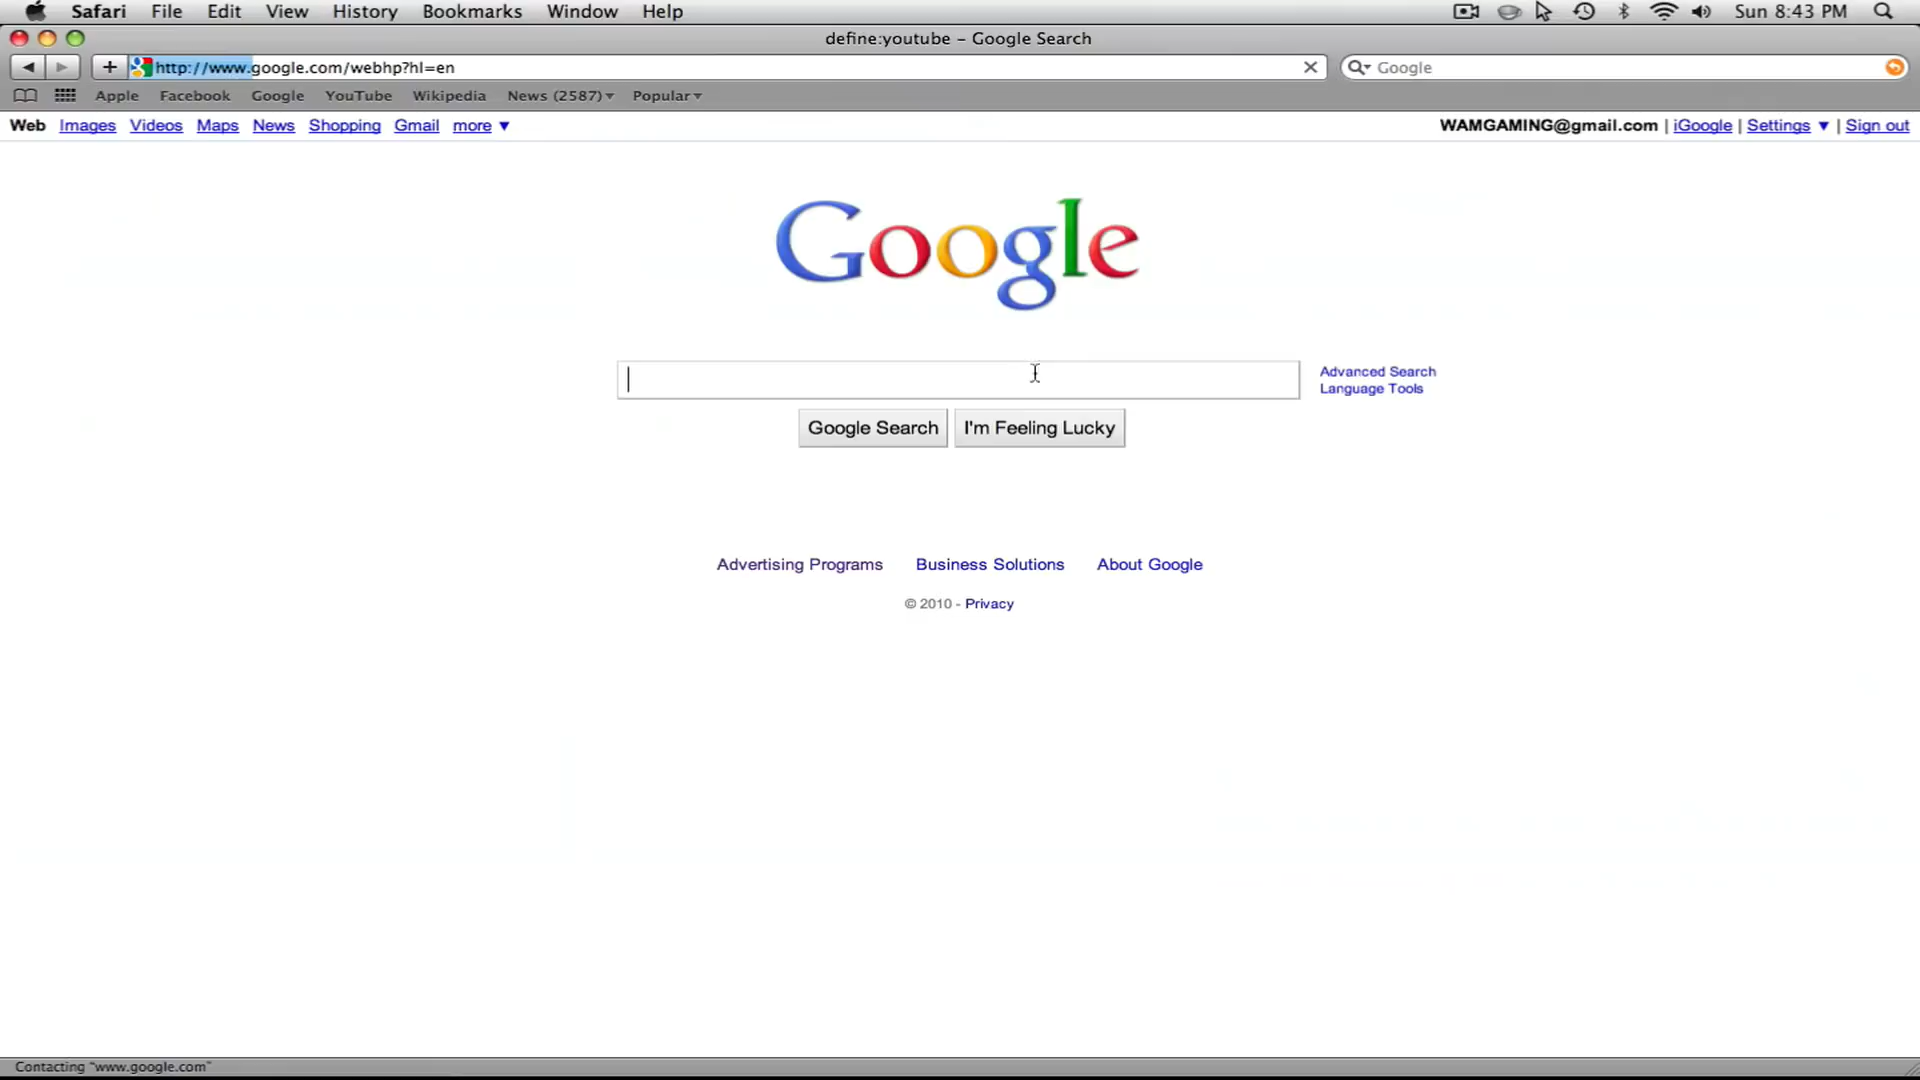 Safari File Edit View History Bookmarks Window Help Sun 8:43 PM
define:youtube – Google Search
http://www.google.com/webhp?hl=en Google
Apple Facebook Google YouTube Wikipedia News (2587) Popular
Web Images Videos Maps News Shopping Gmail more WAMGAMING@gmail.com | iGoogle | Settings | Sign out
Google
Advanced Search
Language Tools
Google Search I'm Feeling Lucky
Advertising Programs Business Solutions About Google
© 2010 - Privacy
Contacting "www.google.com"